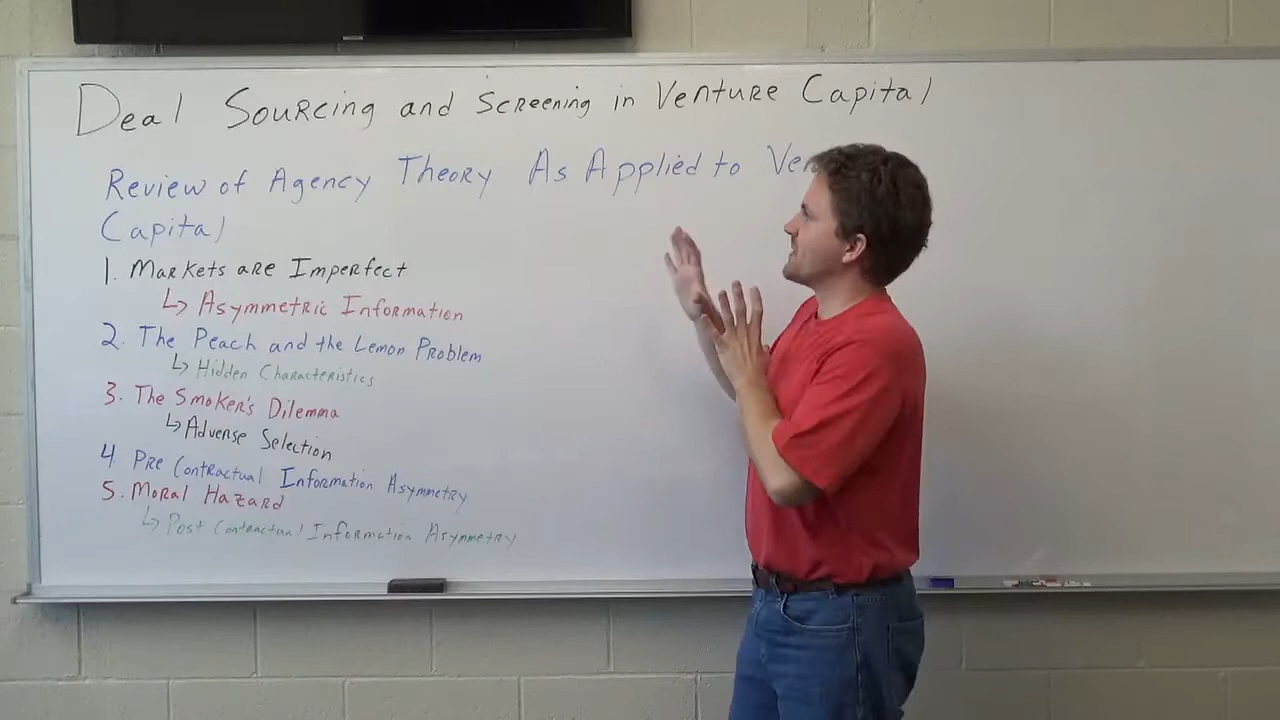 Deal Sourcing and Screening in Venture Capital
Review of Agency Theory As Applied to Ven
Capital
1. Markets are Imperfect
↳ Asymmetric Information
2. The Peach and the Lemon Problem
↳ Hidden Characteristics
3. The Smoker's Dilemma
↳ Adverse Selection
4. Pre Contractual Information Asymmetry
5. Moral Hazard
↳ Post Contractual Information Asymmetry